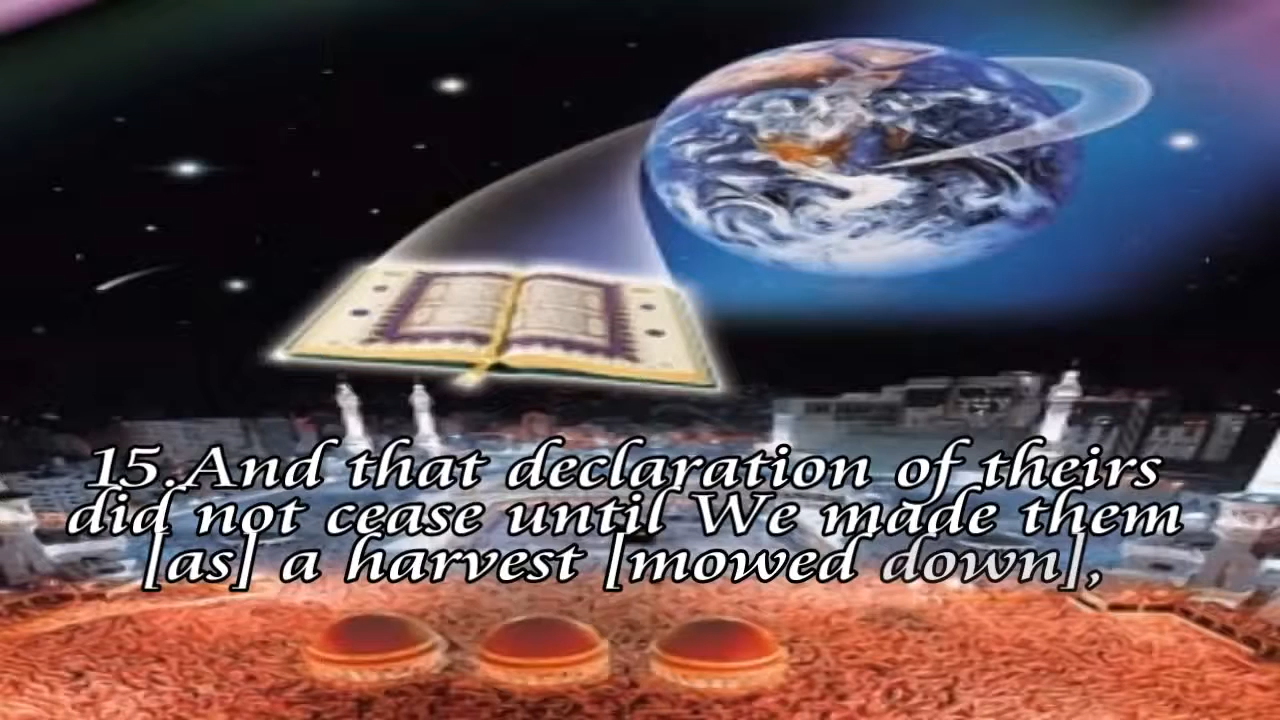 15.And that declaration of theirs
did not cease until We made them
[as] a harvest [mowed down],